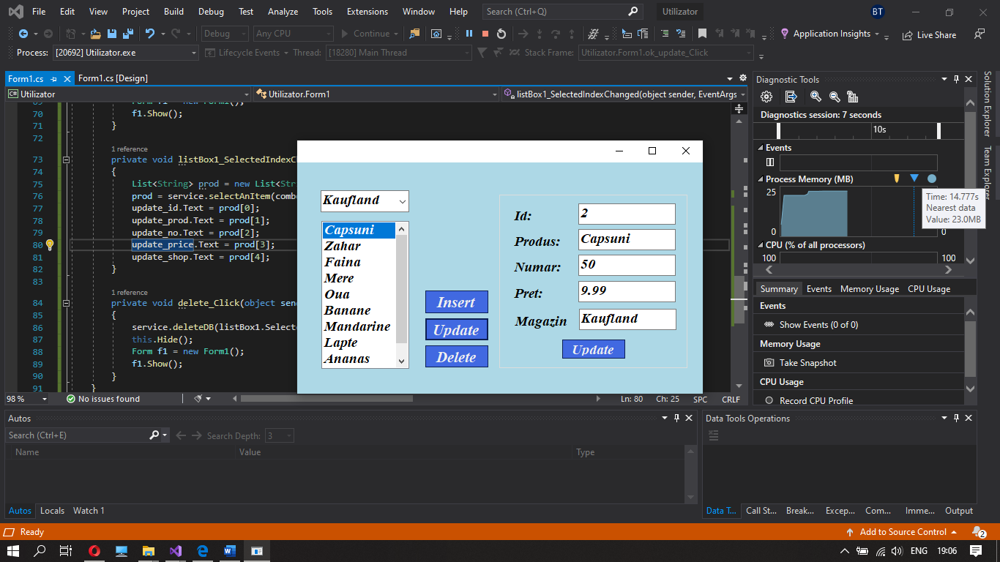 File Edit View Project Build Debug Test Analyze Tools Extensions Window Help Search (Ctrl+Q) Utilizator BT
Debug Any CPU Continue Application Insights Live Share
Process: [20692] Utilizator.exe Lifecycle Events Thread: [18280] Main Thread Stack Frame: Utilizator.Form1.ok_update_Click
Form1.cs Form1.cs [Design]
C# Utilizator Utilizator.Form1 listBox1_SelectedIndexChanged(object sender, EventArgs
69 Form f1 = new Form1();
70 f1.Show();
71 }
72
1 reference
73 private void listBox1_SelectedIndexC
74 {
75 List<String> prod = new List<Str
76 prod = service.selectAnItem(comb
77 update_id.Text = prod[0];
78 update_prod.Text = prod[1];
79 update_no.Text = prod[2];
80 update_price.Text = prod[3];
81 update_shop.Text = prod[4];
82 }
83
1 reference
84 private void delete_Click(object sen
85 {
86 service.deleteDB(listBox1.Selecte
87 this.Hide();
88 Form f1 = new Form1();
89 f1.Show();
90 }
91 }
98 % No issues found Ln: 80 Ch: 25 SPC CRLF
Kaufland
Capsuni
Zahar
Faina
Mere
Oua
Banane
Mandarine
Lapte
Ananas
Insert
Update
Delete
Id: 2
Produs: Capsuni
Numar: 50
Pret: 9.99
Magazin Kaufland
Update
Diagnostic Tools
Diagnostics session: 7 seconds
10s
Events
Process Memory (MB)
25
0 0
Time: 14.777s
Nearest data
Value: 23.0MB
CPU (% of all processors)
100 100
Summary Events Memory Usage CPU Usage
Events
Show Events (0 of 0)
Memory Usage
Take Snapshot
CPU Usage
Record CPU Profile
Solution Explorer
Team Explorer
Autos
Search (Ctrl+E) Search Depth: 3
Name Value Type
Autos Locals Watch 1
Data Tools Operations
Data T... Call St... Break... Excep... Com... Imme... Output
Ready Add to Source Control 2
W ENG 19:06